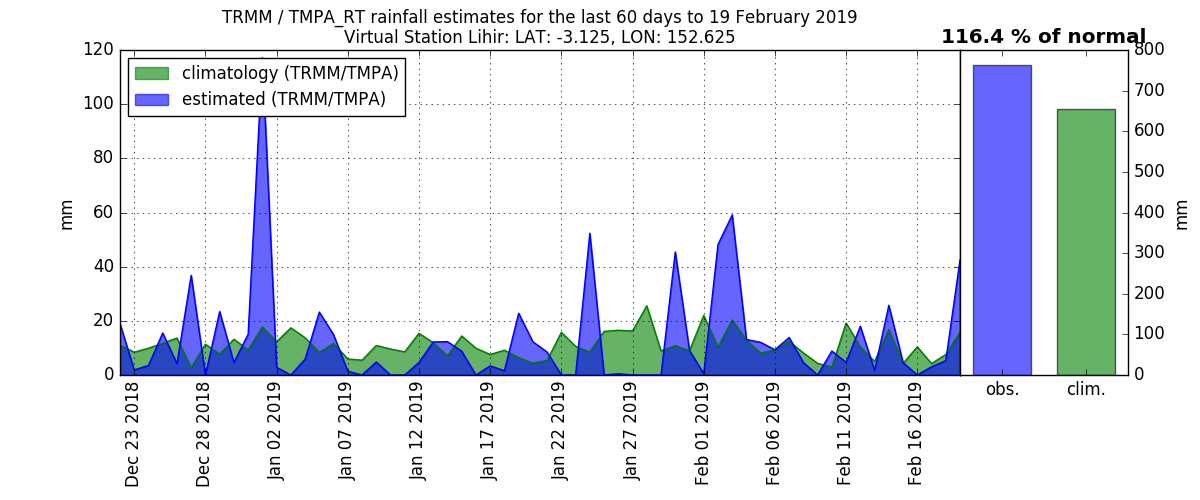 TRMM / TMPA_RT rainfall estimates for the last 60 days to 19 February 2019
Virtual Station Lihir: LAT: -3.125, LON: 152.625
116.4 % of normal
climatology (TRMM/TMPA)
estimated (TRMM/TMPA)
120
100
80
60
40
20
0
mm
Dec 23 2018
Dec 28 2018
Jan 02 2019
Jan 07 2019
Jan 12 2019
Jan 17 2019
Jan 22 2019
Jan 27 2019
Feb 01 2019
Feb 06 2019
Feb 11 2019
Feb 16 2019
obs.
clim.
800
700
600
500
400
300
200
100
0
mm